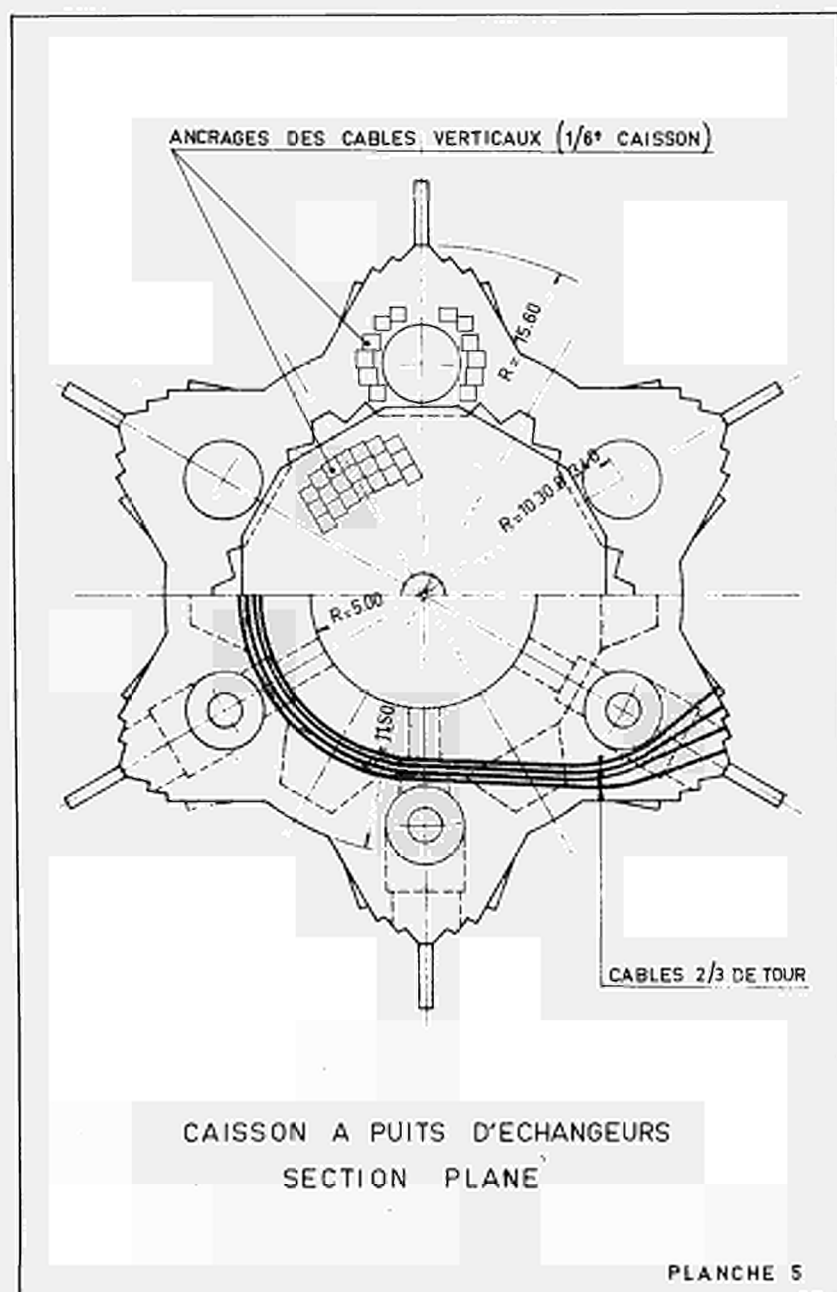 ANCRAGES DES CABLES VERTICAUX (1/6e CAISSON)
R = 15.60
R=10.30
R=5.00
CABLES 2/3 DE TOUR
CAISSON A PUITS D'ECHANGEURS
SECTION PLANE
PLANCHE 5